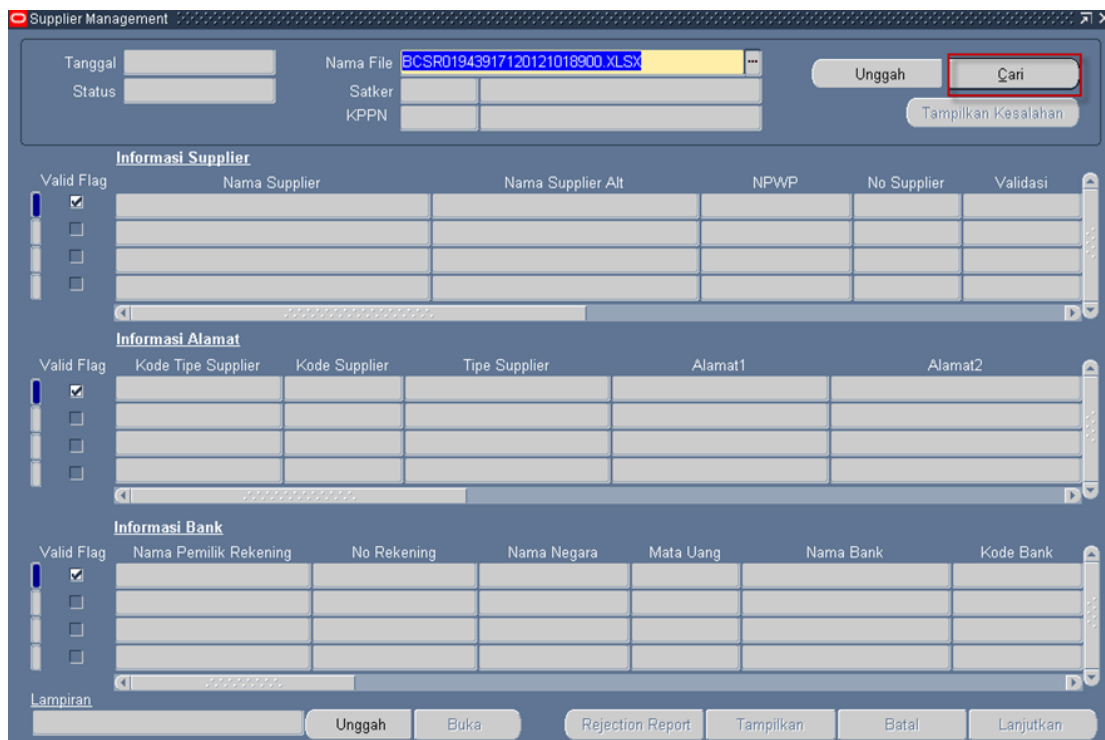 Supplier Management
Tanggal Nama File BCSR01943917120121018900.XLSX ... Unggah Cari
Status Satker
KPPN Tampilkan Kesalahan
Informasi Supplier
Valid Flag Nama Supplier Nama Supplier Alt NPWP No Supplier Validasi
Informasi Alamat
Valid Flag Kode Tipe Supplier Kode Supplier Tipe Supplier Alamat1 Alamat2
Informasi Bank
Valid Flag Nama Pemilik Rekening No Rekening Nama Negara Mata Uang Nama Bank Kode Bank
Lampiran
Unggah Buka Rejection Report Tampilkan Batal Lanjutkan